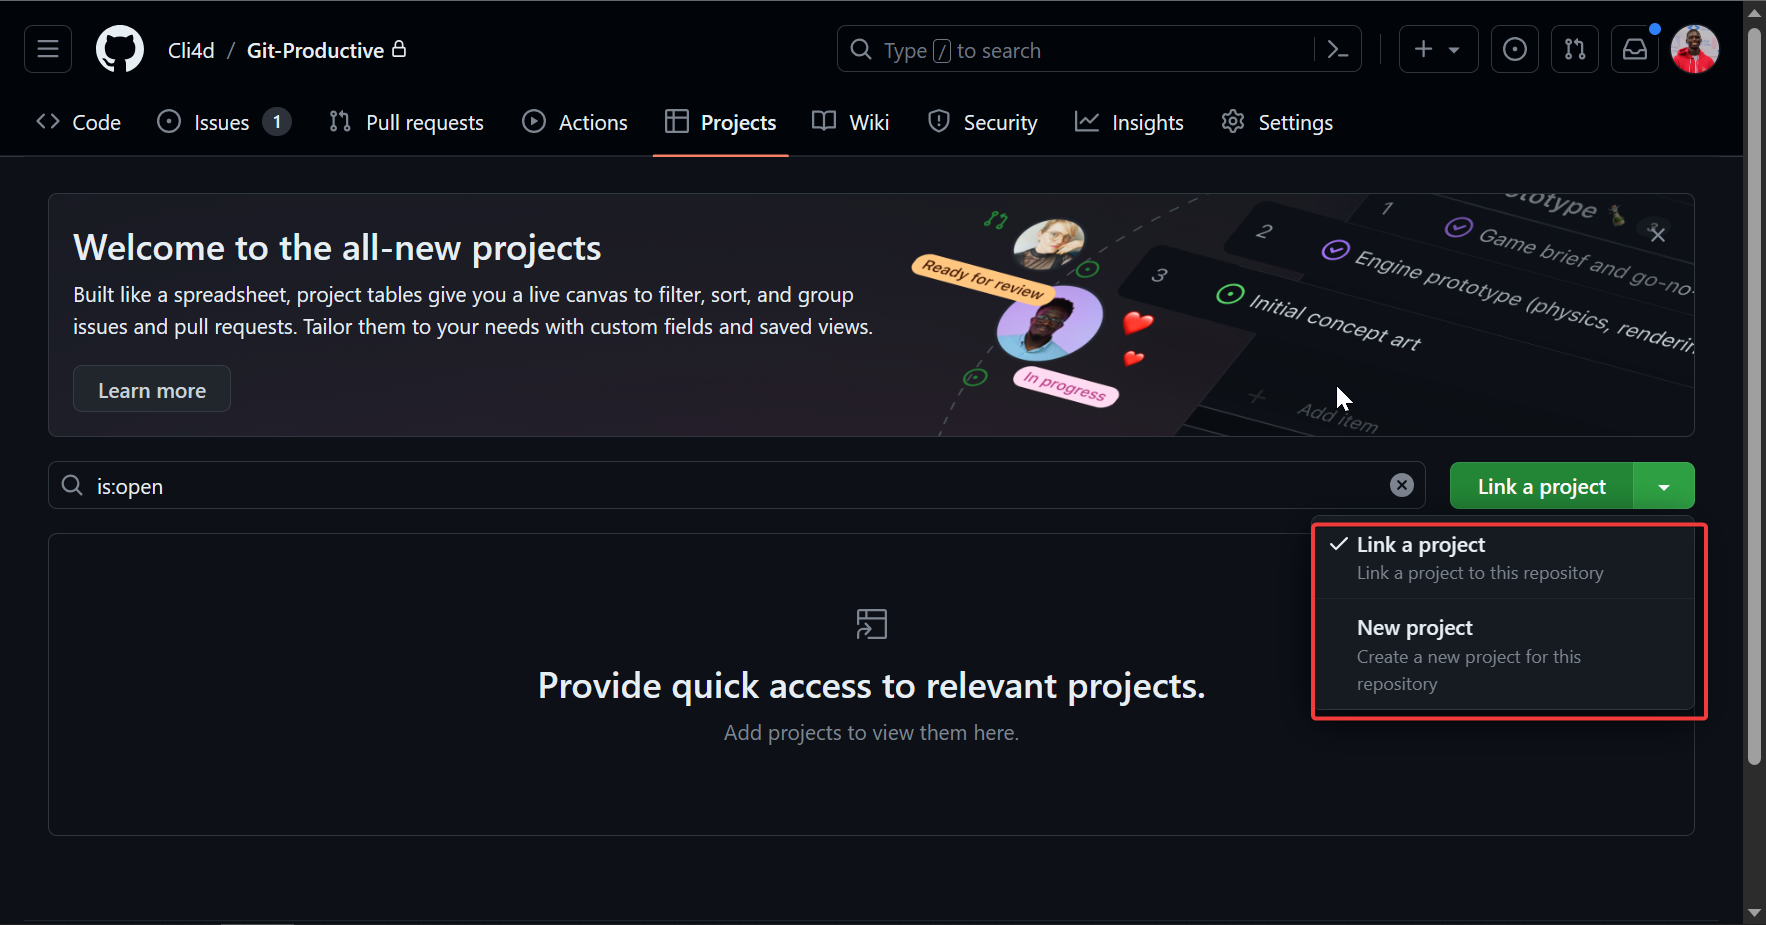 Cli4d / Git-Productive
Type / to search
Code
Issues 1
Pull requests
Actions
Projects
Wiki
Security
Insights
Settings
Welcome to the all-new projects
Built like a spreadsheet, project tables give you a live canvas to filter, sort, and group
issues and pull requests. Tailor them to your needs with custom fields and saved views.
Learn more
Ready for review
In progress
1
Game brief and go-no-
2
Engine prototype (physics,
3
Initial concept art
+ Add item
is:open
Link a project
Link a project
Link a project to this repository
New project
Create a new project for this
repository
Provide quick access to relevant projects.
Add projects to view them here.